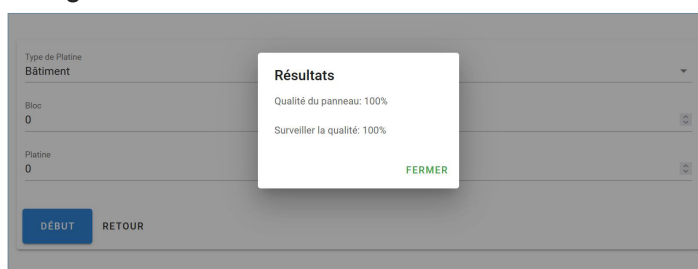 Type de Platine
Bâtiment
Bloc
0
Platine
0
DÉBUT RETOUR
Résultats
Qualité du panneau: 100%
Surveiller la qualité: 100%
FERMER